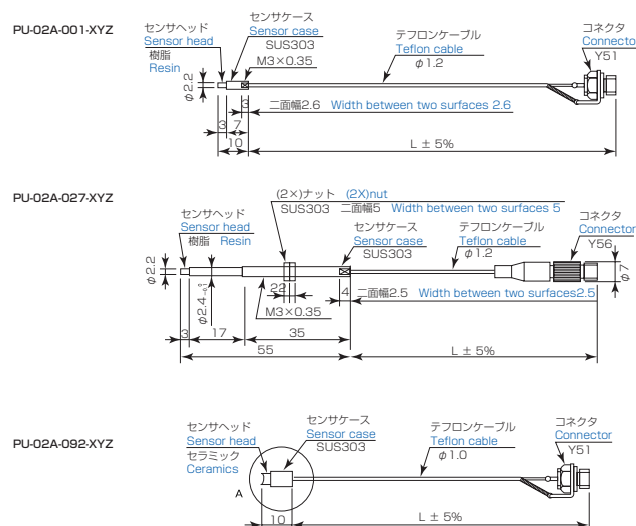 PU-02A-001-XYZ
センサヘッド
Sensor head
樹脂
Resin
センサケース
Sensor case
SUS303
M3×0.35
テフロンケーブル
Teflon cable
φ1.2
コネクタ
Connector
Y51
φ2.2
3
二面幅2.6 Width between two surfaces 2.6
3
7
10
L ± 5%
PU-02A-027-XYZ
(2×)ナット (2X)nut
SUS303 二面幅5 Width between two surfaces 5
センサヘッド
Sensor head
樹脂 Resin
センサケース
Sensor case
SUS303
テフロンケーブル
Teflon cable
φ1.2
コネクタ
Connector
Y56
φ2.2
φ2.4 0 -0.1
22
M3×0.35
4
二面幅2.5 Width between two surfaces2.5
φ7
3
17
35
55
L ± 5%
PU-02A-092-XYZ
センサヘッド
Sensor head
セラミック
Ceramics
センサケース
Sensor case
SUS303
テフロンケーブル
Teflon cable
φ1.0
コネクタ
Connector
Y51
A
10
L ± 5%